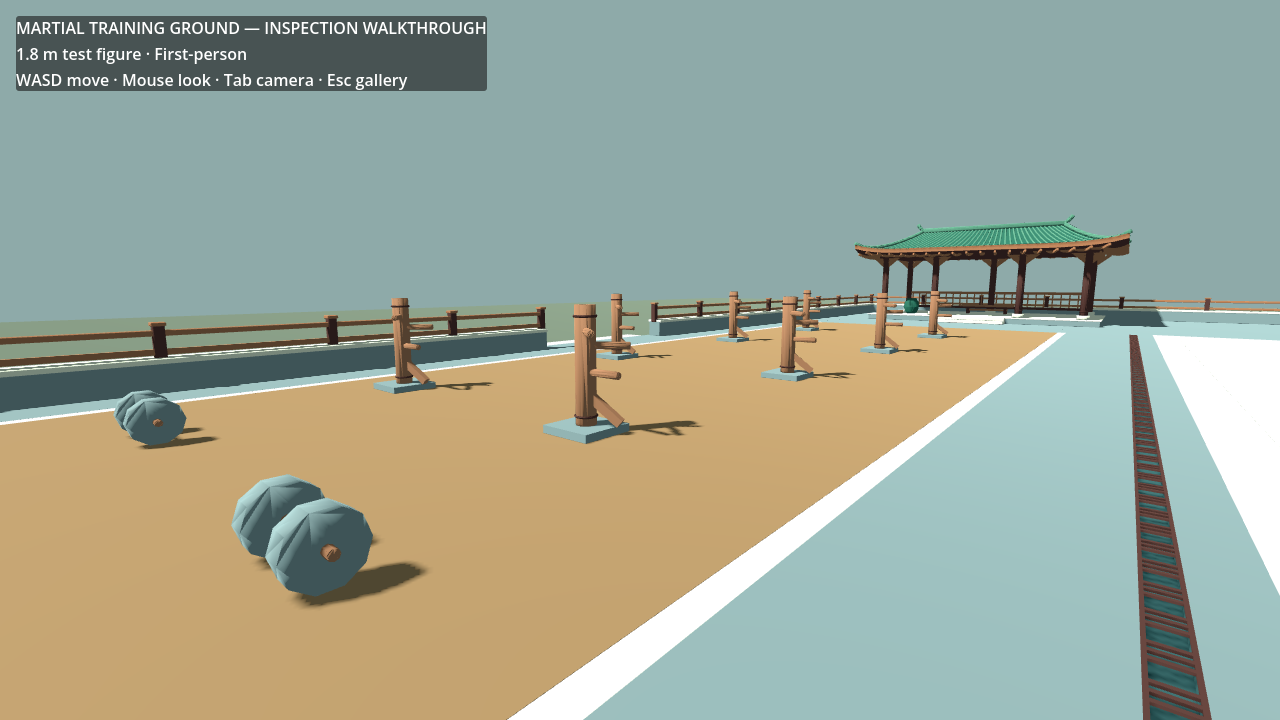 MARTIAL TRAINING GROUND — INSPECTION WALKTHROUGH
1.8 m test figure · First-person
WASD move · Mouse look · Tab camera · Esc gallery